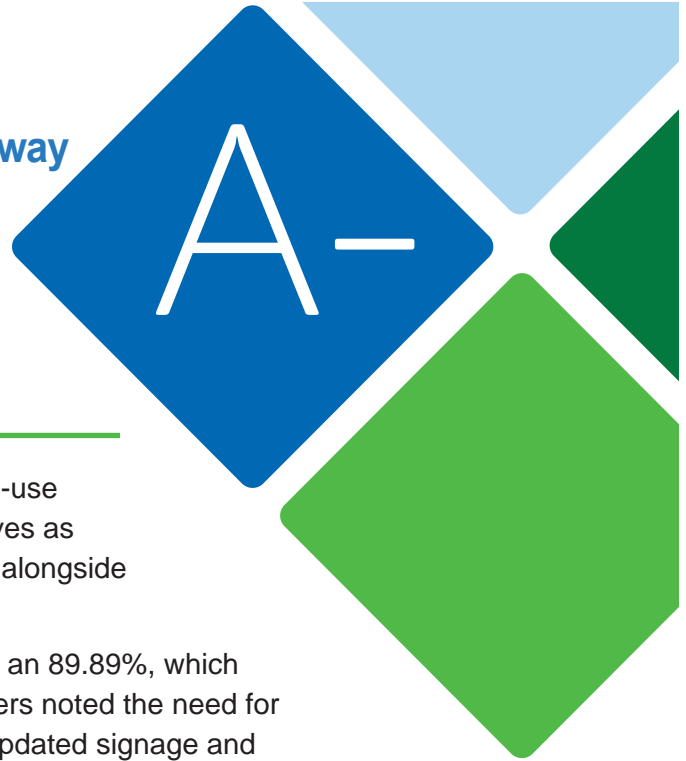 way
A-
-use
ves as
alongside
an 89.89%, which
ers noted the need for
pdated signage and